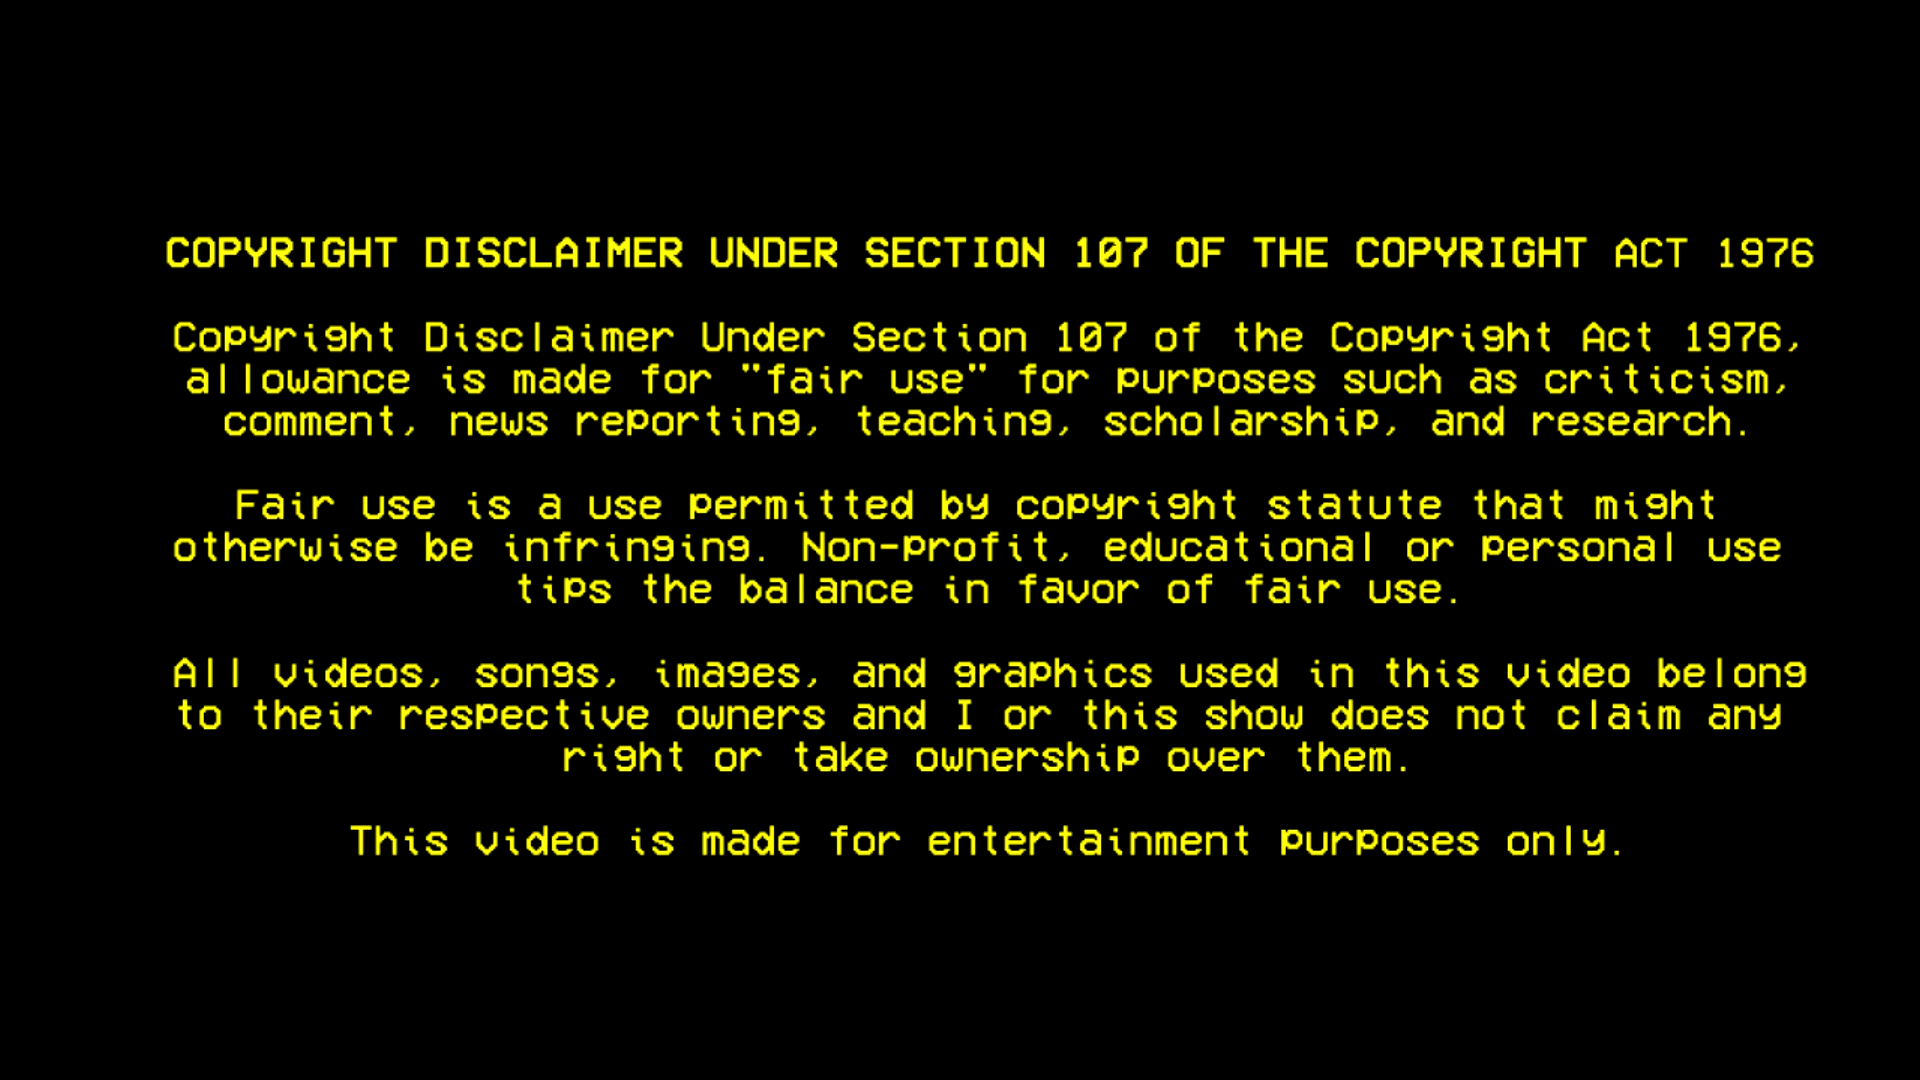 COPYRIGHT DISCLAIMER UNDER SECTION 107 OF THE COPYRIGHT ACT 1976
Copyright Disclaimer Under Section 107 of the Copyright Act 1976,
allowance is made for "fair use" for purposes such as criticism,
comment, news reporting, teaching, scholarship, and research.
Fair use is a use permitted by copyright statute that might
otherwise be infringing. Non-profit, educational or personal use
tips the balance in favor of fair use.
All videos, songs, images, and graphics used in this video belong
to their respective owners and I or this show does not claim any
right or take ownership over them.
This video is made for entertainment purposes only.